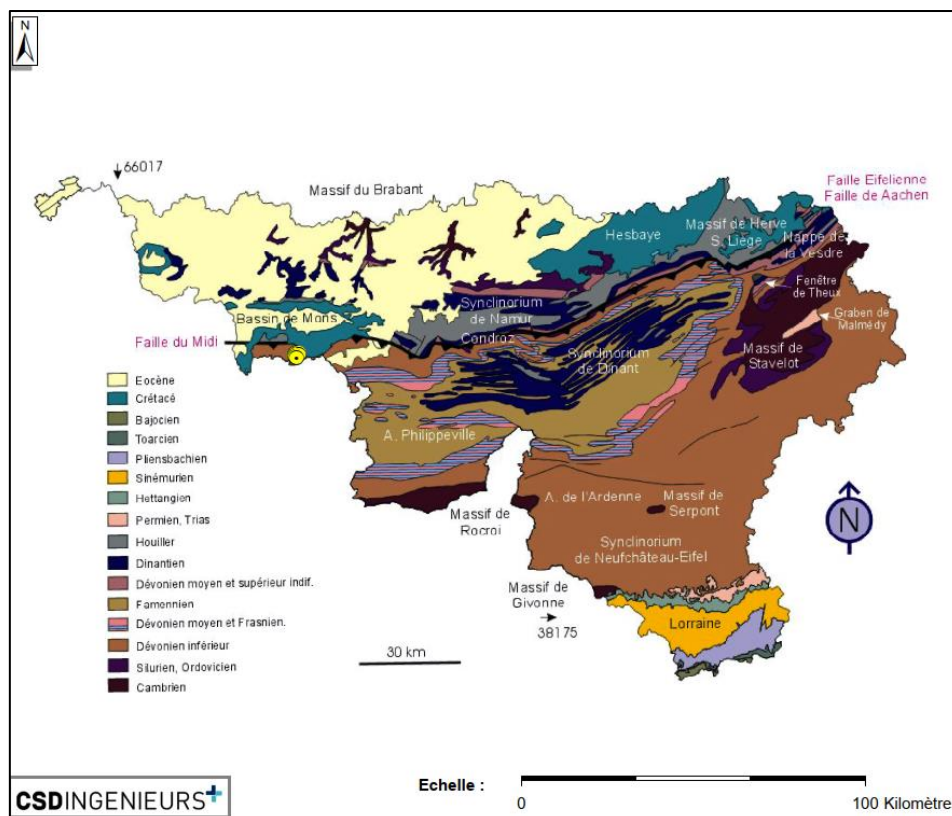 N
66017
Massif du Brabant
Faille Eifelienne
Faille de Aachen
Massif de Herve
S. Liège
Hesbaye
Nappe de
la Vesdre
Fenêtre
de Theux
Graben de
Malmédy
Synclinorium
de Namur
Bassin de Mons
Condroz
Faille du Midi
Synclinorium
de Dinant
Massif de
Stavelot
Eocène
Crétacé
Bajocien
Toarcien
Pliensbachien
Sinémurien
Hettangien
Permien, Trias
Houiller
Dinantien
Dévonien moyen et supérieur indif.
Famennien
Dévonien moyen et Frasnien.
Dévonien inférieur
Silurien, Ordovicien
Cambrien
A. Philippeville
Massif de
Rocroi
A. de l'Ardenne
Massif de
Serpont
N
Synclinorium
de Neufchâteau-Eifel
Massif de
Givonne
38175
Lorraine
30 km
Echelle :
0
100 Kilomètre
CSDINGENIEURS+